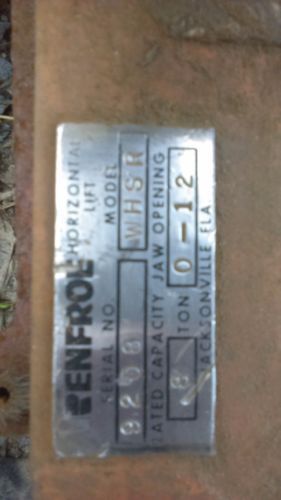 RENFROE HORIZONTAL
LIFT
SERIAL NO. MODEL
9208 WHSR
RATED CAPACITY JAW OPENING
8 TON 0-12
JACKSONVILLE FLA